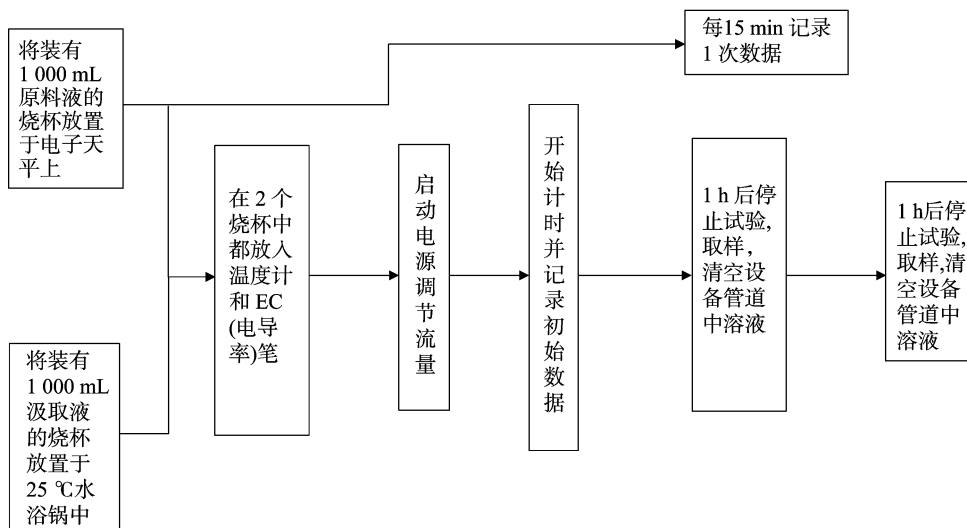 将装有
1 000 mL
原料液的
烧杯放置
于电子天
平上
每15 min 记录
1 次数据
将装有
1 000 mL
汲取液
的烧杯
放置于
25 ℃水
浴锅中
在 2 个
烧杯中
都放入
温度计
和 EC
(电导
率)笔
启动电源调节流量
开始计时并记录初始数据
1 h 后停
止试验,
取样,
清空设
备管道
中溶液
1 h后停
止试验,
取样,清
空设备
管道中
溶液